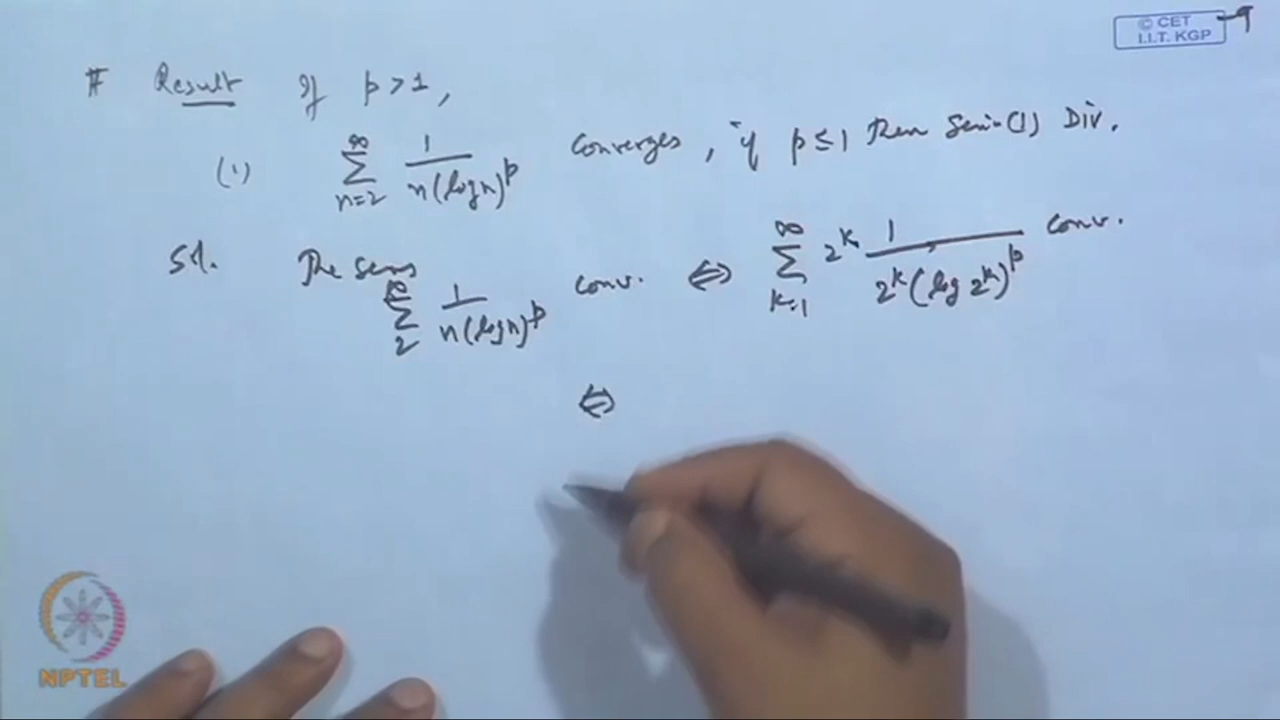 © CET
I.I.T. KGP
# Result If p > 1,
(1) ∑_{n=2}^{∞} 1/(n(log n)^p) Converges, if p ≤ 1 then Series (1) Div.
Sol. The series ∑_{2}^{∞} 1/(n(log n)^p) conv. ⇔ ∑_{k=1}^{∞} 2^k 1/(2^k(log 2^k)^p) conv.
⇔
NPTEL